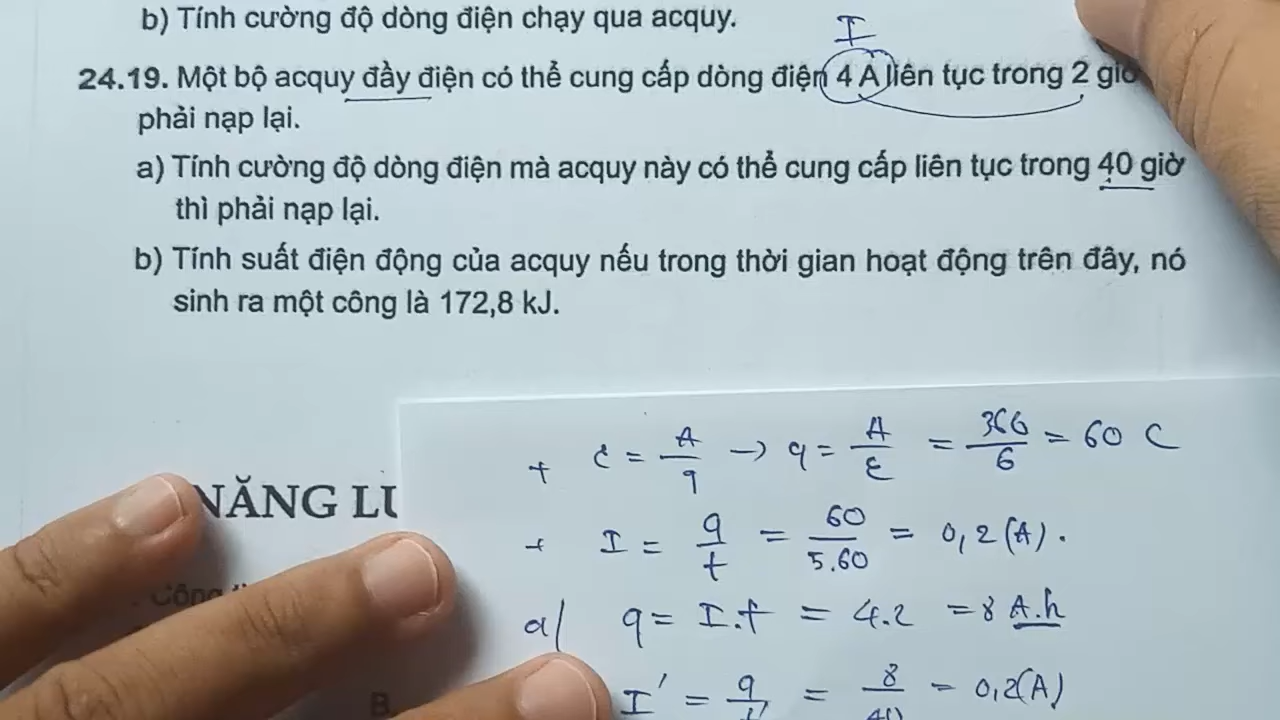 b) Tính cường độ dòng điện chạy qua acquy.
I
24.19. Một bộ acquy đầy điện có thể cung cấp dòng điện 4 A liên tục trong 2 giờ
phải nạp lại.
a) Tính cường độ dòng điện mà acquy này có thể cung cấp liên tục trong 40 giờ
thì phải nạp lại.
b) Tính suất điện động của acquy nếu trong thời gian hoạt động trên đây, nó
sinh ra một công là 172,8 kJ.
+ ε = A/q → q = A/ε = 360/6 = 60 C
NĂNG LƯ
+ I = q/t = 60/5.60 = 0,2 (A).
Công
a/ q = I.t = 4.2 = 8 A.h
B
I' = q/t' = 8/40 = 0,2(A)